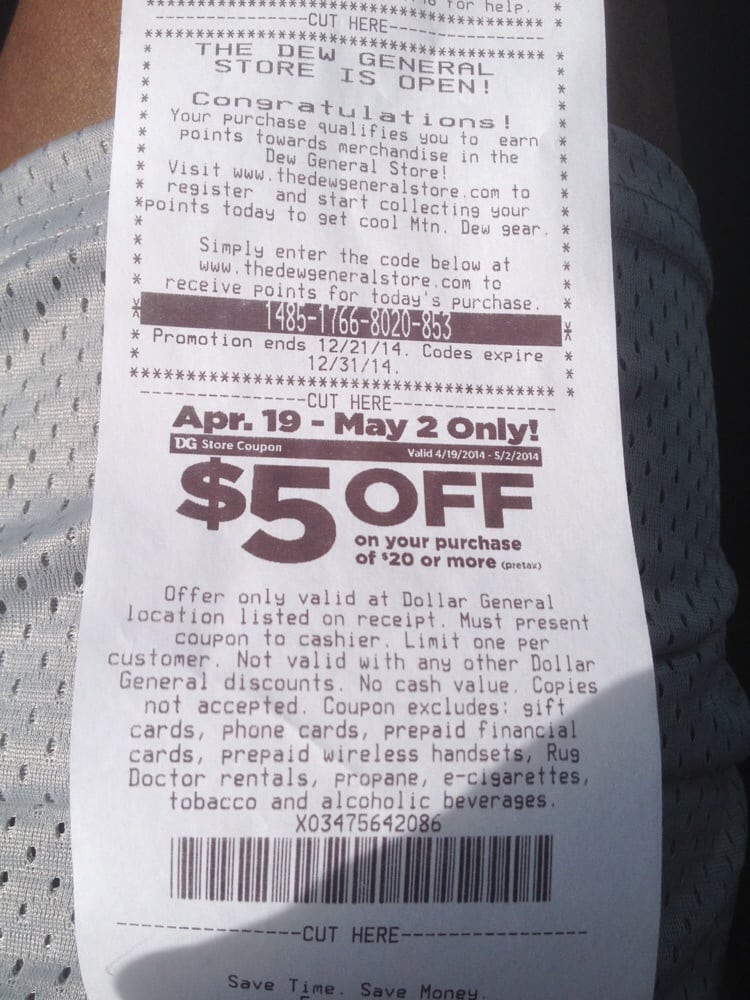 for help.
CUT HERE
THE DEW GENERAL
STORE IS OPEN!
Congratulations!
Your purchase qualifies you to earn
points towards merchandise in the
Dew General Store!
Visit www.thedewgeneralstore.com to
register and start collecting your
points today to get cool Mtn. Dew gear.
Simply enter the code below at
www.thedewgeneralstore.com to
receive points for today's purchase.
1485-1766-8020-853
Promotion ends 12/21/14. Codes expire
12/31/14.
CUT HERE
Apr. 19 - May 2 Only!
DG Store Coupon Valid 4/19/2014 - 5/2/2014
$5 OFF
on your purchase
of $20 or more (pretax)
Offer only valid at Dollar General
location listed on receipt. Must present
coupon to cashier. Limit one per
customer. Not valid with any other Dollar
General discounts. No cash value. Copies
not accepted. Coupon excludes: gift
cards, phone cards, prepaid financial
cards, prepaid wireless handsets, Rug
Doctor rentals, propane, e-cigarettes,
tobacco and alcoholic beverages.
X03475642086
CUT HERE
Save Time. Save Money.